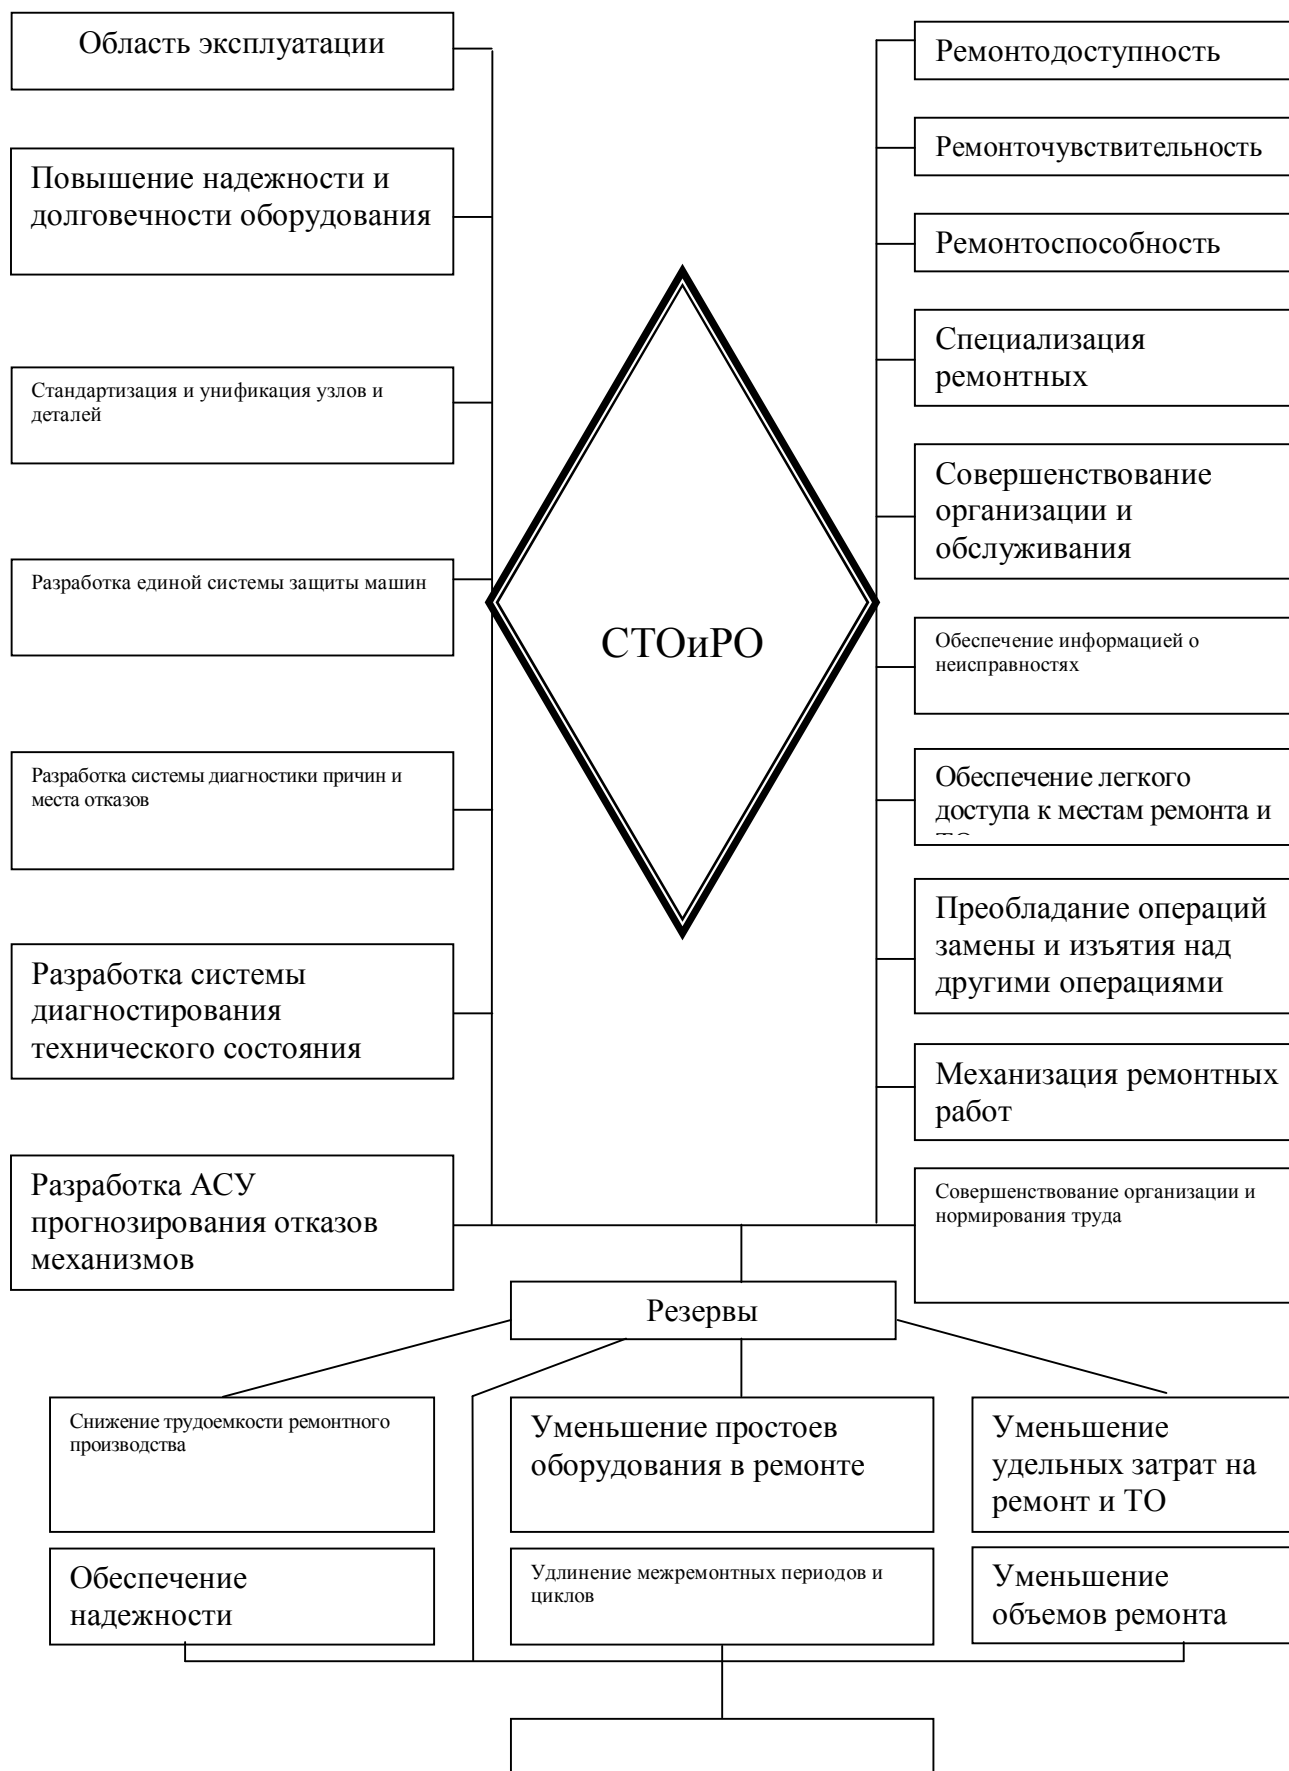 Область эксплуатации
Повышение надежности и
долговечности оборудования
Стандартизация и унификация узлов и
деталей
Разработка единой системы защиты машин
Разработка системы диагностики причин и
места отказов
Разработка системы
диагностирования
технического состояния
Разработка АСУ
прогнозирования отказов
механизмов
СТОиРО
Ремонтодоступность
Ремонточувствительность
Ремонтоспособность
Специализация
ремонтных
Совершенствование
организации и
обслуживания
Обеспечение информацией о
неисправностях
Обеспечение легкого
доступа к местам ремонта и
Преобладание операций
замены и изъятия над
другими операциями
Механизация ремонтных
работ
Совершенствование организации и
нормирования труда
Резервы
Снижение трудоемкости ремонтного
производства
Уменьшение простоев
оборудования в ремонте
Уменьшение
удельных затрат на
ремонт и ТО
Обеспечение
надежности
Удлинение межремонтных периодов и
циклов
Уменьшение
объемов ремонта